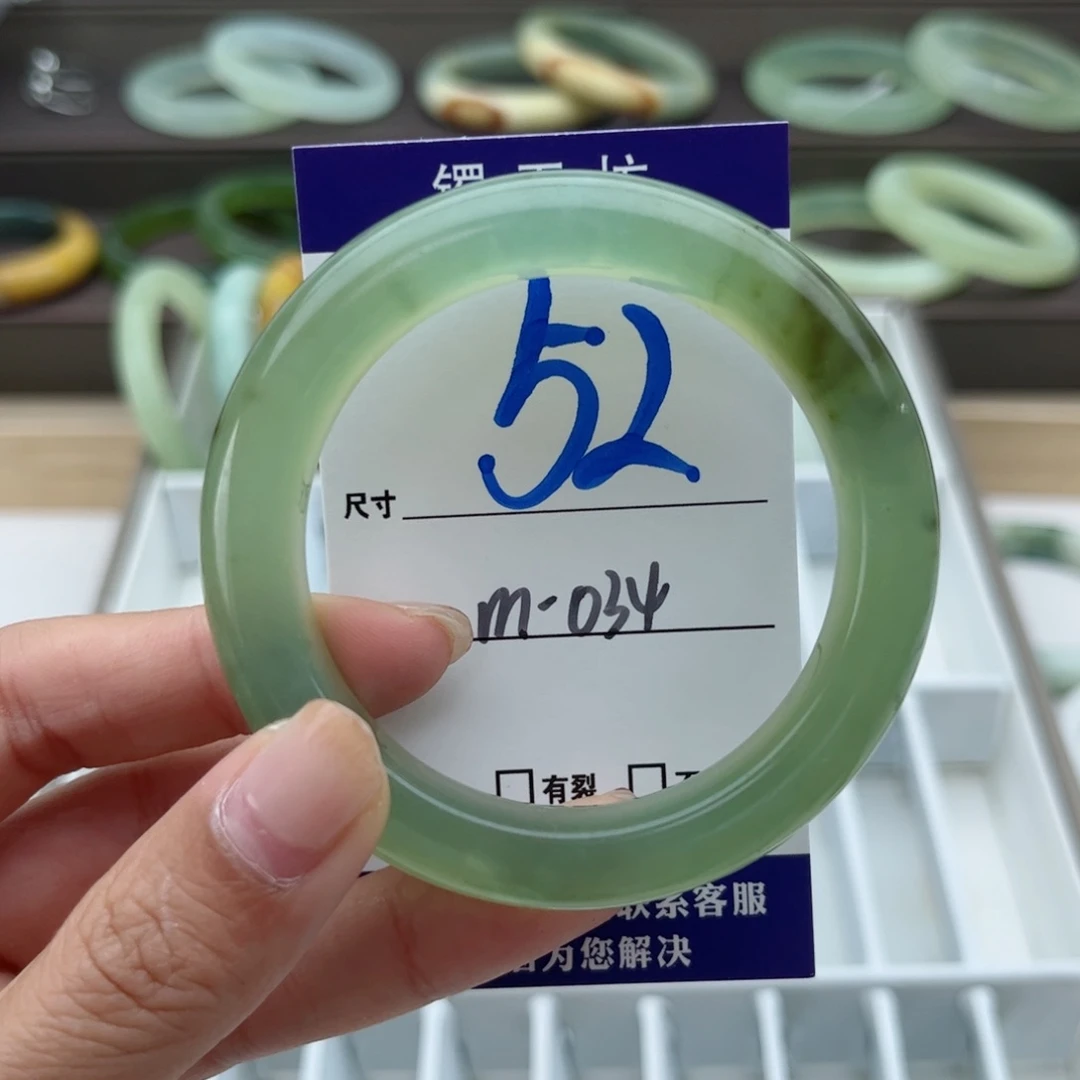 52
尺寸
m-034
有裂
联系客服
为您解决